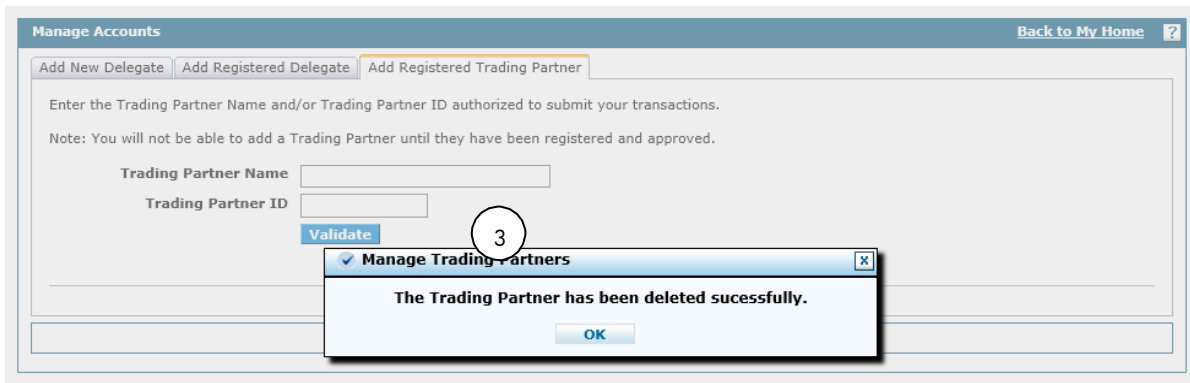 Manage Accounts
Back to My Home ?
Add New Delegate Add Registered Delegate Add Registered Trading Partner
Enter the Trading Partner Name and/or Trading Partner ID authorized to submit your transactions.
Note: You will not be able to add a Trading Partner until they have been registered and approved.
Trading Partner Name
Trading Partner ID
Validate
3
Manage Trading Partners x
The Trading Partner has been deleted sucessfully.
OK